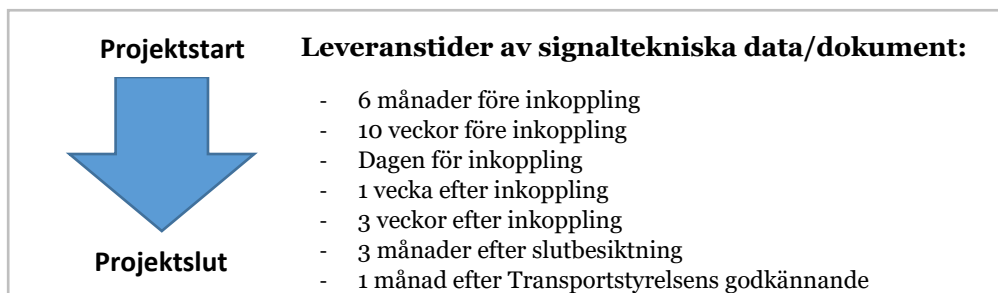 Projektstart
Projektslut
Leveranstider av signaltekniska data/dokument:
- 6 månader före inkoppling
- 10 veckor före inkoppling
- Dagen för inkoppling
- 1 vecka efter inkoppling
- 3 veckor efter inkoppling
- 3 månader efter slutbesiktning
- 1 månad efter Transportstyrelsens godkännande